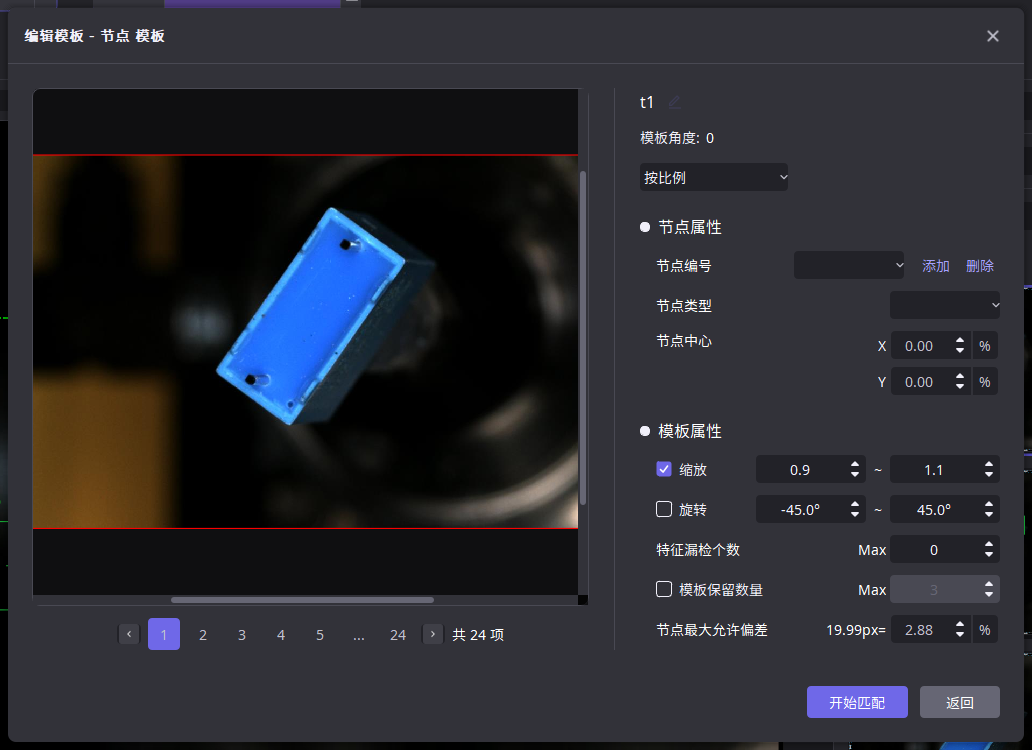 编辑模板 - 节点 模板
t1
模板角度: 0
按比例
节点属性
节点编号 添加 删除
节点类型
节点中心 X 0.00 %
Y 0.00 %
模板属性
缩放 0.9 ~ 1.1
旋转 -45.0° ~ 45.0°
特征漏检个数 Max 0
模板保留数量 Max 3
节点最大允许偏差 19.99px= 2.88 %
1 2 3 4 5 ... 24 共 24 项
开始匹配 返回